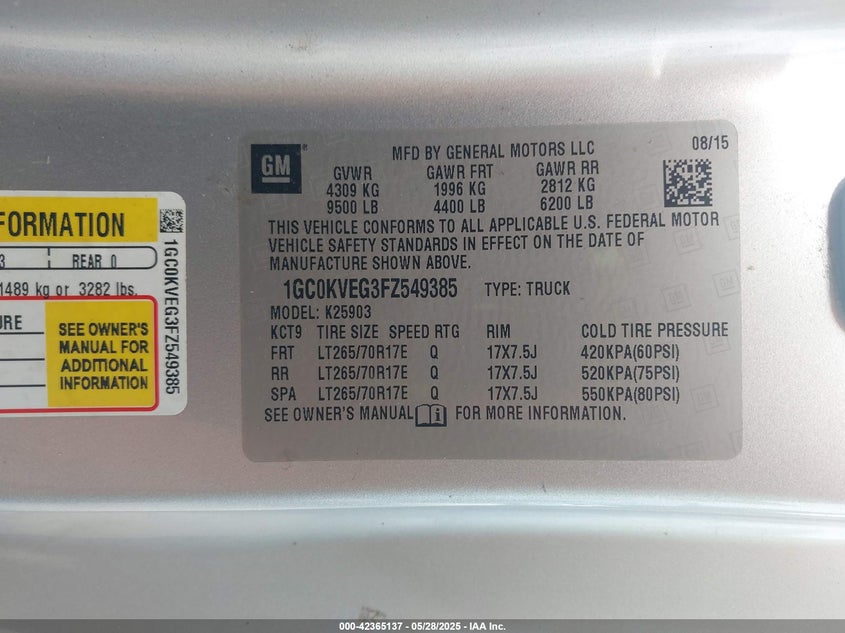 FORMATION
3 REAR 0
1489 kg or 3282 lbs.
URE
SEE OWNER'S
MANUAL FOR
ADDITIONAL
INFORMATION
1GC0KVEG3FZ549385
GM
MFD BY GENERAL MOTORS LLC
08/15
GVWR GAWR FRT GAWR RR
4309 KG 1996 KG 2812 KG
9500 LB 4400 LB 6200 LB
THIS VEHICLE CONFORMS TO ALL APPLICABLE U.S. FEDERAL MOTOR
VEHICLE SAFETY STANDARDS IN EFFECT ON THE DATE OF
MANUFACTURE SHOWN ABOVE.
1GC0KVEG3FZ549385 TYPE: TRUCK
MODEL: K25903
KCT9 TIRE SIZE SPEED RTG RIM COLD TIRE PRESSURE
FRT LT265/70R17E Q 17X7.5J 420KPA(60PSI)
RR LT265/70R17E Q 17X7.5J 520KPA(75PSI)
SPA LT265/70R17E Q 17X7.5J 550KPA(80PSI)
SEE OWNER'S MANUAL FOR MORE INFORMATION.
000-42365137 - 05/28/2025 - IAA Inc.